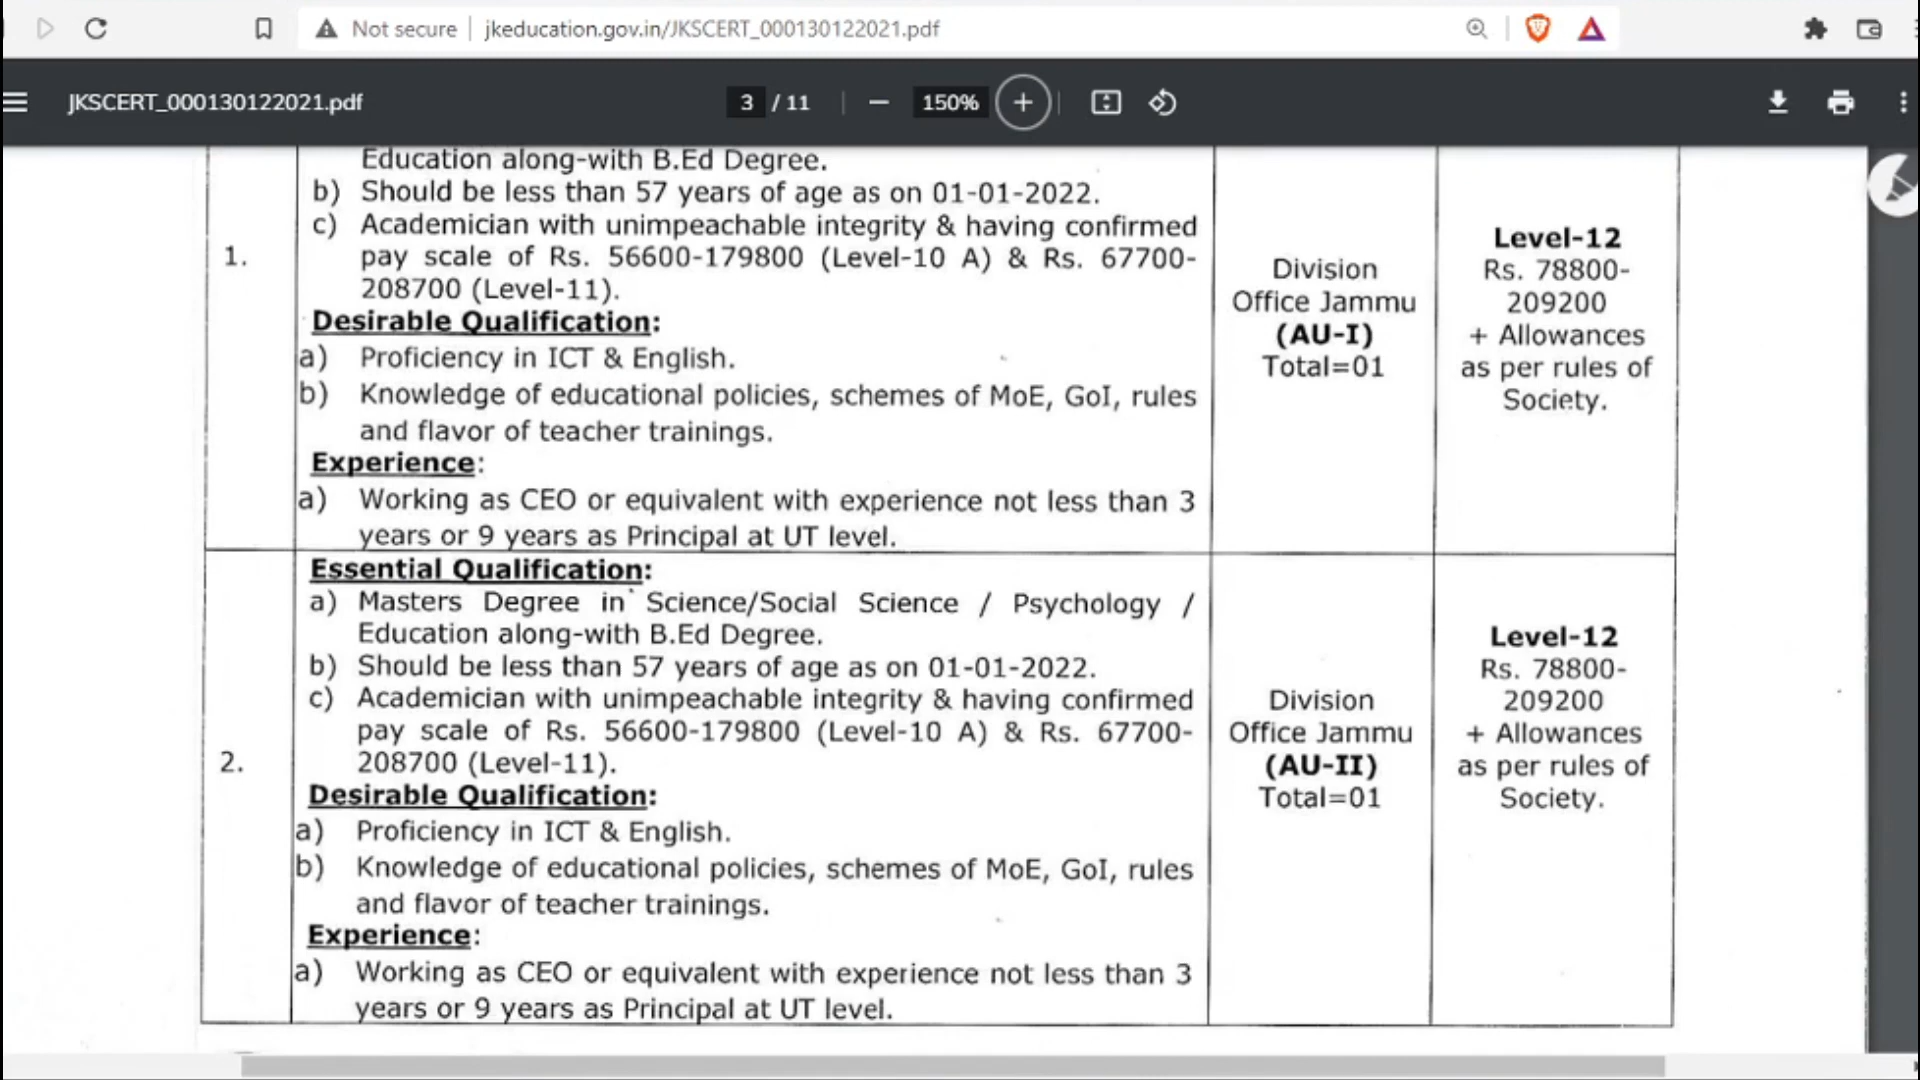 Not secure
jkeducation.gov.in/JKSCERT_000130122021.pdf
JKSCERT_000130122021.pdf
3 / 11
150%
1.
Education along-with B.Ed Degree.
b) Should be less than 57 years of age as on 01-01-2022.
c) Academician with unimpeachable integrity & having confirmed
pay scale of Rs. 56600-179800 (Level-10 A) & Rs. 67700-
208700 (Level-11).
Desirable Qualification:
a) Proficiency in ICT & English.
b) Knowledge of educational policies, schemes of MoE, GoI, rules
and flavor of teacher trainings.
Experience:
a) Working as CEO or equivalent with experience not less than 3
years or 9 years as Principal at UT level.
Division
Office Jammu
(AU-I)
Total=01
Level-12
Rs. 78800-
209200
+ Allowances
as per rules of
Society.
2.
Essential Qualification:
a) Masters Degree in Science/Social Science / Psychology /
Education along-with B.Ed Degree.
b) Should be less than 57 years of age as on 01-01-2022.
c) Academician with unimpeachable integrity & having confirmed
pay scale of Rs. 56600-179800 (Level-10 A) & Rs. 67700-
208700 (Level-11).
Desirable Qualification:
a) Proficiency in ICT & English.
b) Knowledge of educational policies, schemes of MoE, GoI, rules
and flavor of teacher trainings.
Experience:
a) Working as CEO or equivalent with experience not less than 3
years or 9 years as Principal at UT level.
Division
Office Jammu
(AU-II)
Total=01
Level-12
Rs. 78800-
209200
+ Allowances
as per rules of
Society.